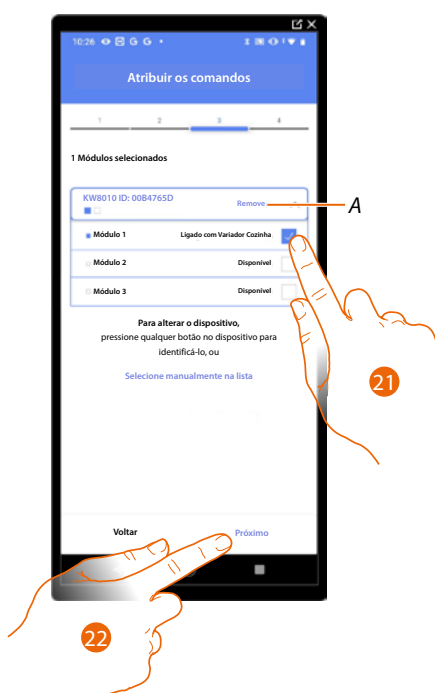 10:26 G G
Atribuir os comandos
1 2 3 4
1 Módulos selecionados
KW8010 ID: 00B4765D Remove A
Módulo 1 Ligado com Variador Cozinha
Módulo 2 Disponível
Módulo 3 Disponível
Para alterar o dispositivo,
pressione qualquer botão no dispositivo para
identificá-lo, ou
Selecione manualmente na lista
21
Voltar Próximo
22